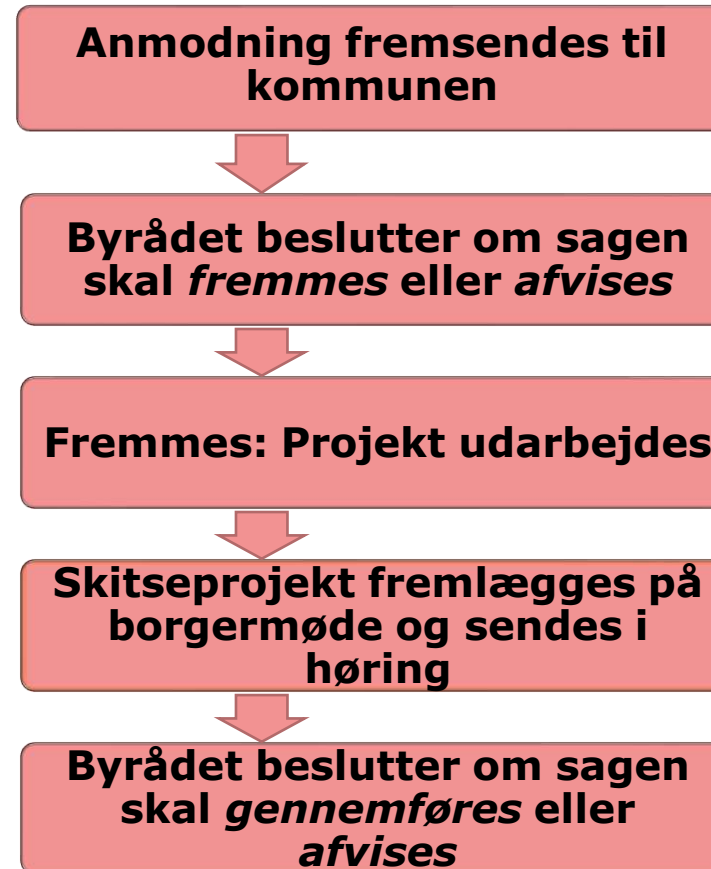 Anmodning fremsendes til
kommunen
Byrådet beslutter om sagen
skal fremmes eller afvises
Fremmes: Projekt udarbejdes
Skitseprojekt fremlægges på
borgermøde og sendes i
høring
Byrådet beslutter om sagen
skal gennemføres eller
afvises